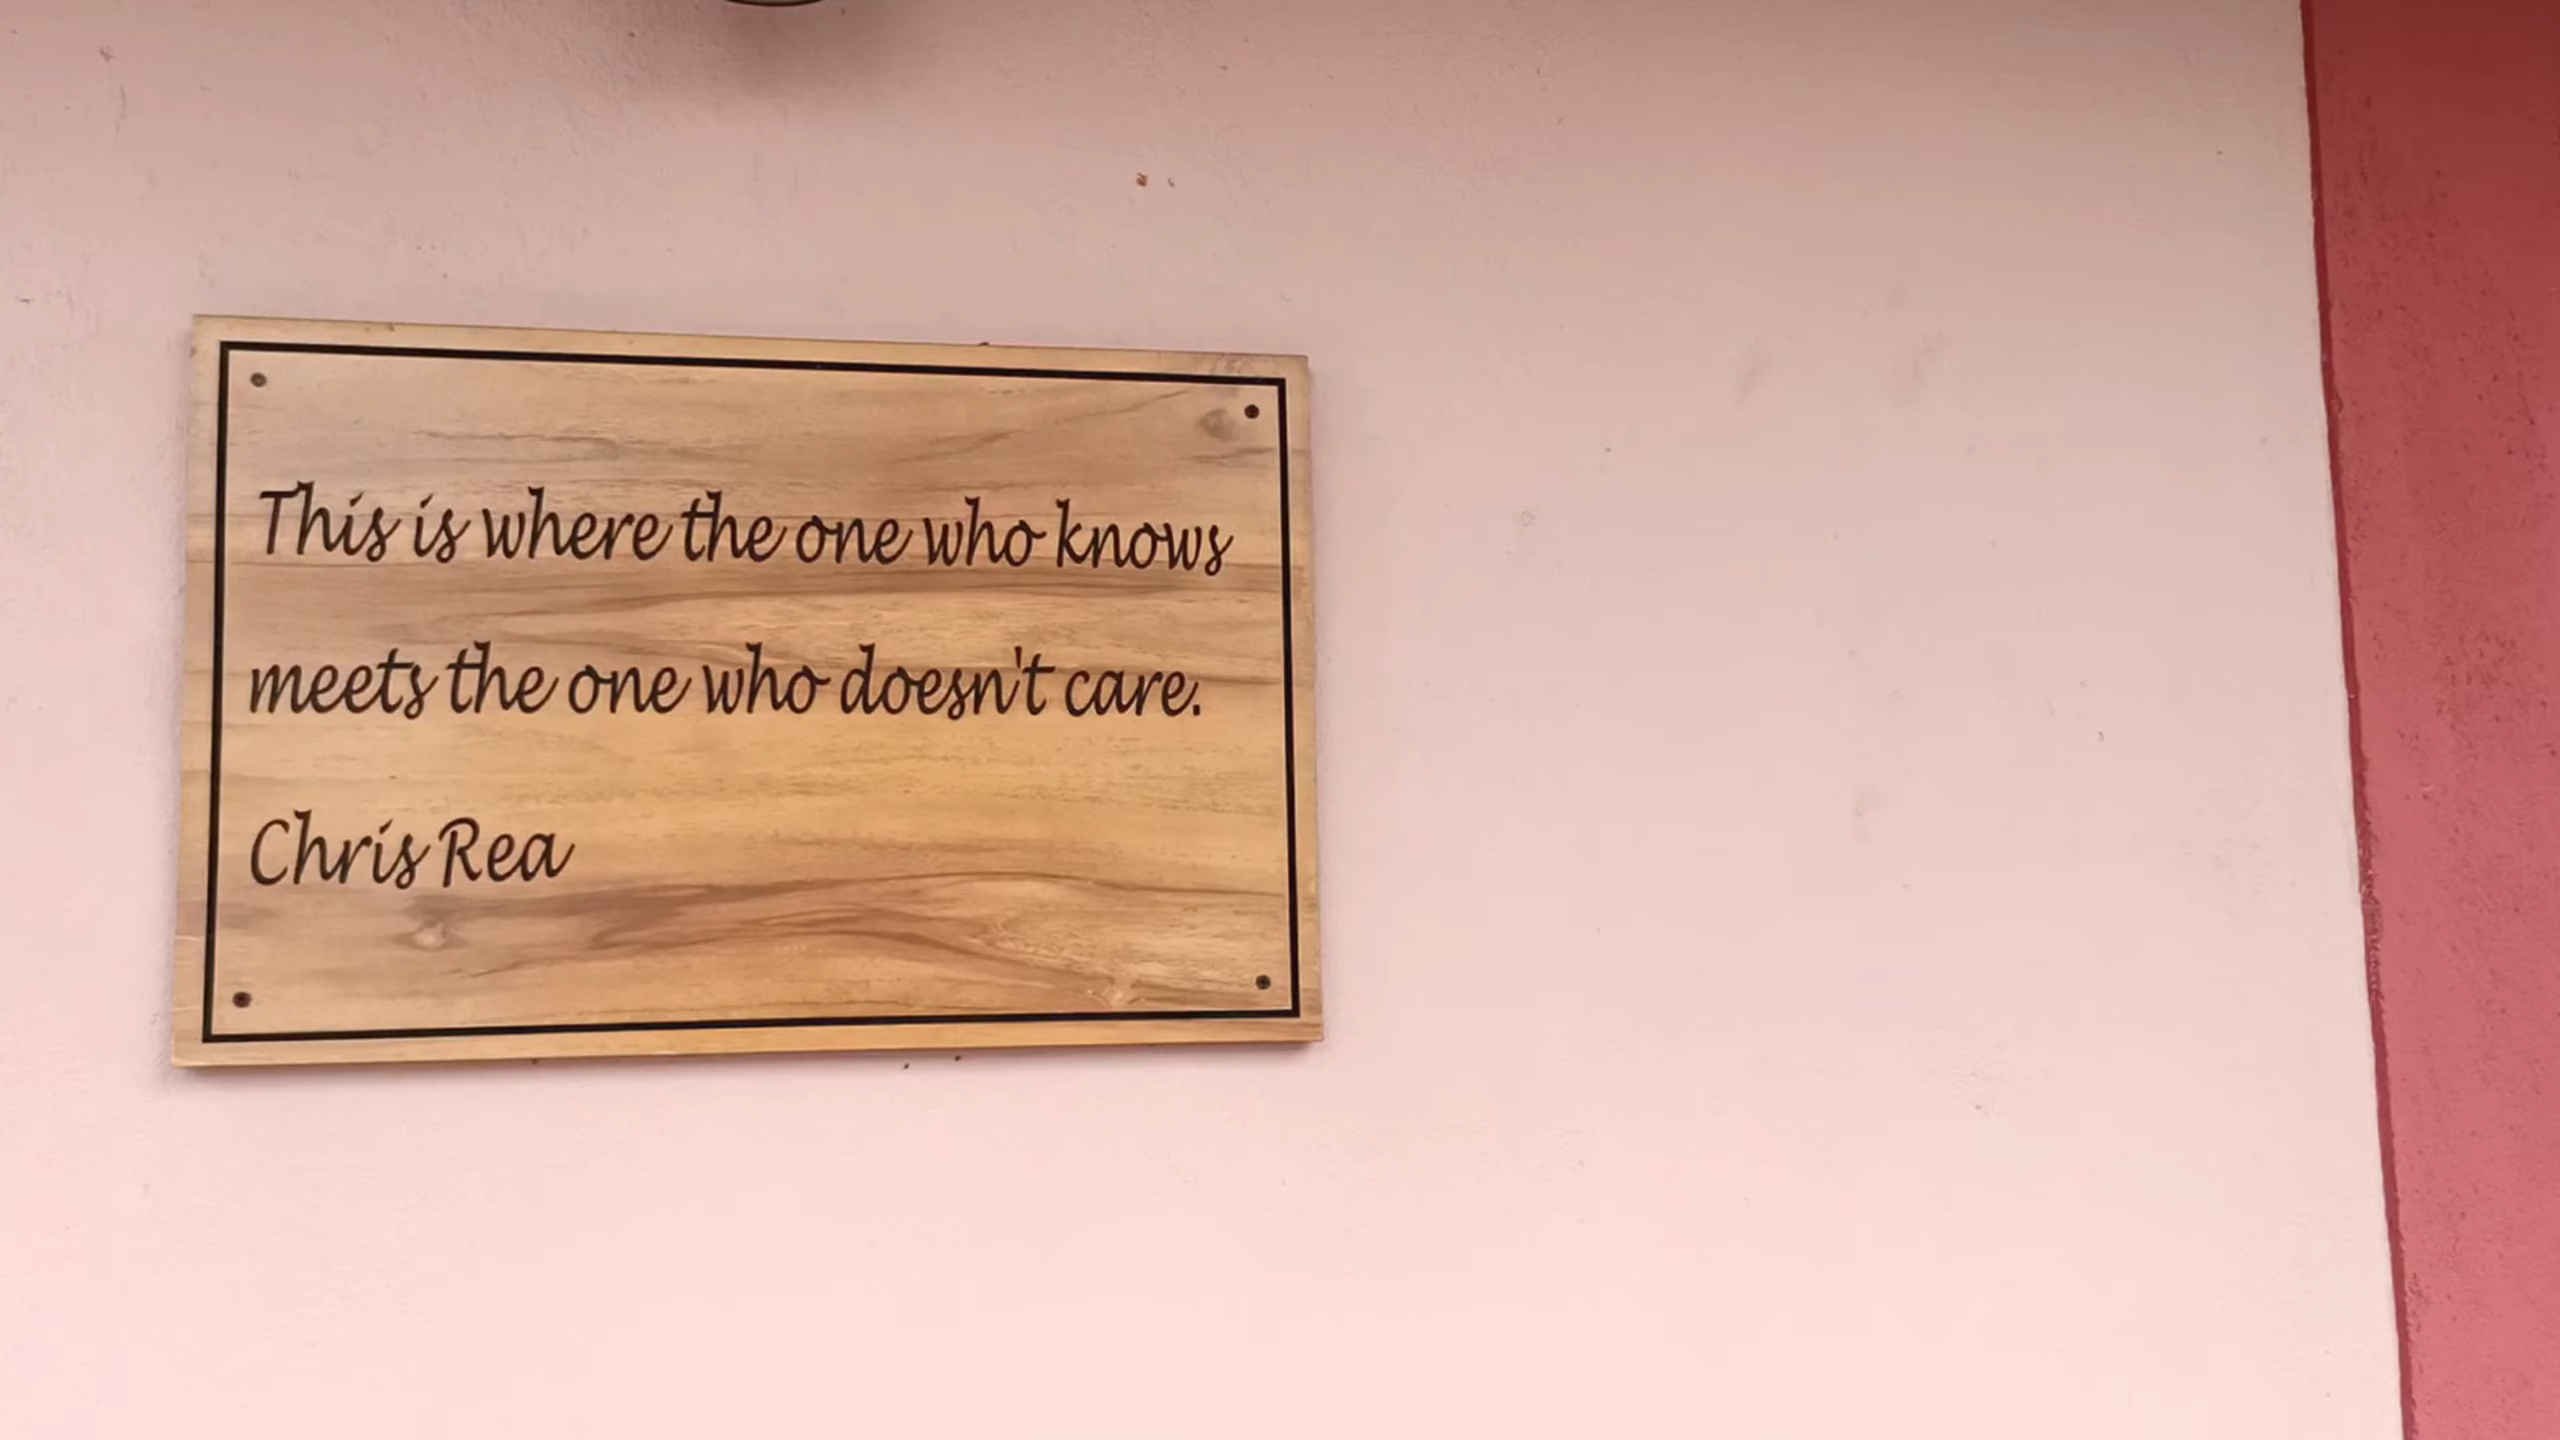 This is where the one who knows
meets the one who doesn't care.
Chris Rea